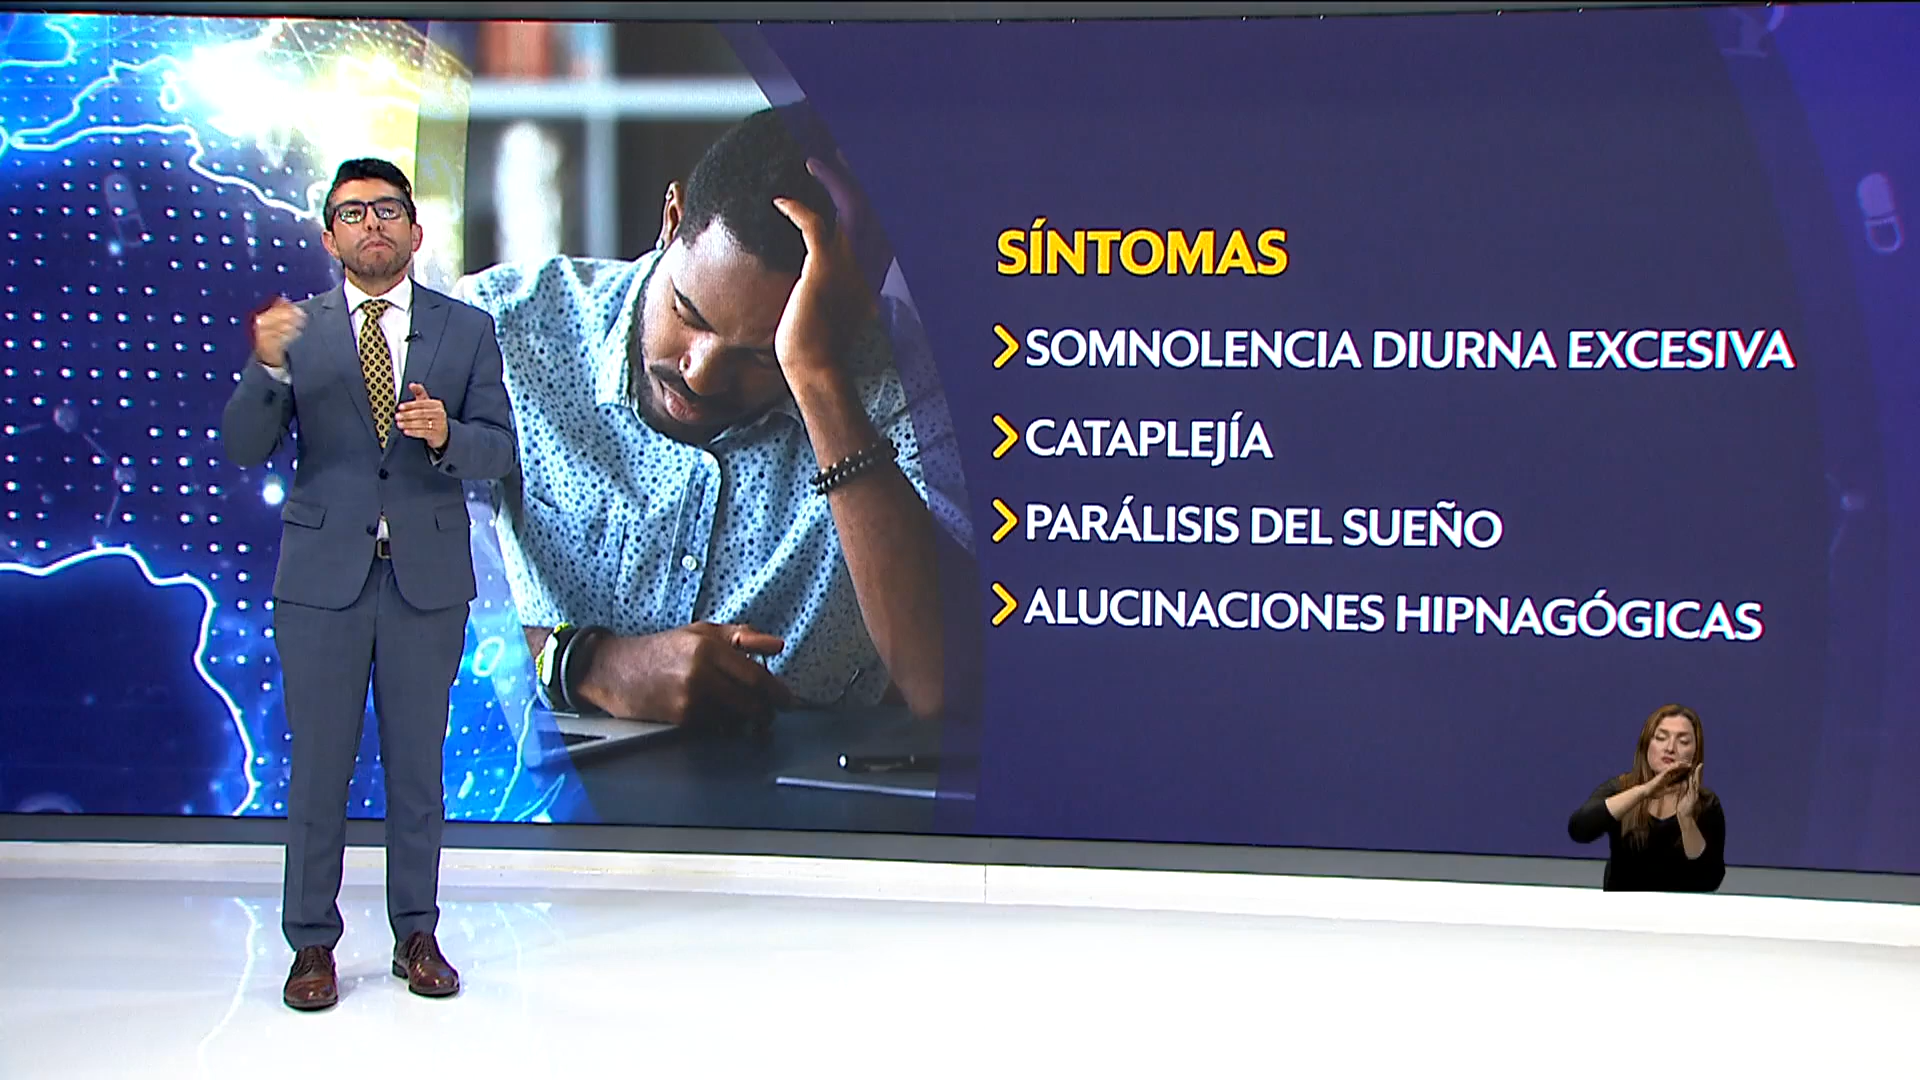 SÍNTOMAS
SOMNOLENCIA DIURNA EXCESIVA
CATAPLEJÍA
PARÁLISIS DEL SUEÑO
ALUCINACIONES HIPNAGÓGICAS